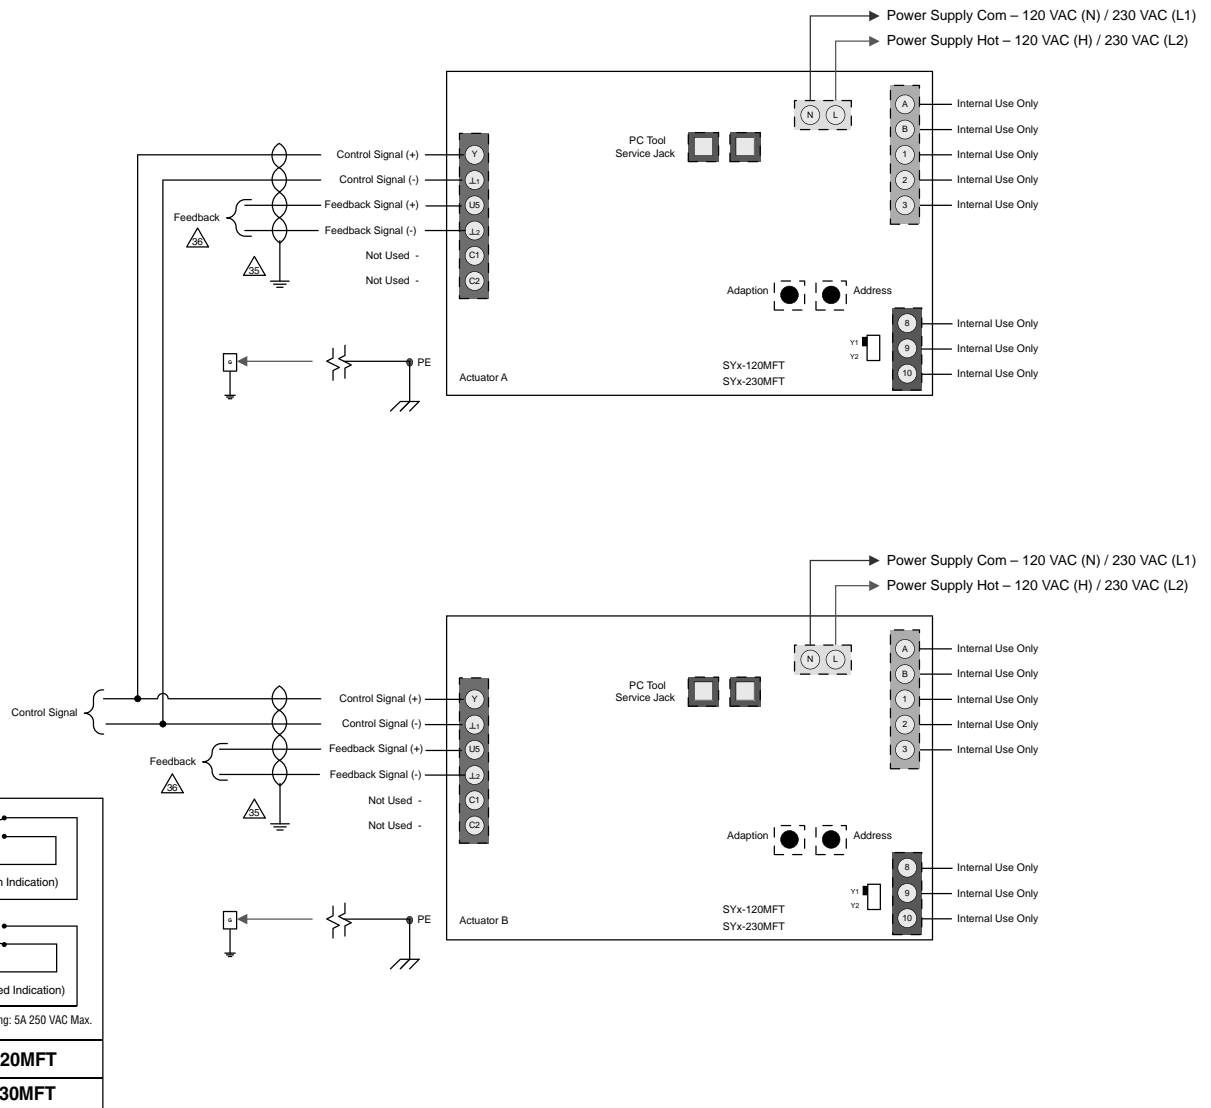 Power Supply Com – 120 VAC (N) / 230 VAC (L1)
Power Supply Hot – 120 VAC (H) / 230 VAC (L2)
N L
PC Tool
Service Jack
A Internal Use Only
B Internal Use Only
1 Internal Use Only
2 Internal Use Only
3 Internal Use Only
Control Signal (+) Y
Control Signal (-) ⊥1
Feedback Signal (+) U5
Feedback Signal (-) ⊥2
Not Used - C1
Not Used - C2
Feedback
36
35
Adaption Address
8 Internal Use Only
9 Internal Use Only
10 Internal Use Only
Y1
Y2
G
PE
Actuator A
SYx-120MFT
SYx-230MFT
Power Supply Com – 120 VAC (N) / 230 VAC (L1)
Power Supply Hot – 120 VAC (H) / 230 VAC (L2)
N L
PC Tool
Service Jack
A Internal Use Only
B Internal Use Only
1 Internal Use Only
2 Internal Use Only
3 Internal Use Only
Control Signal
Control Signal (+) Y
Control Signal (-) ⊥1
Feedback Signal (+) U5
Feedback Signal (-) ⊥2
Not Used - C1
Not Used - C2
Feedback
36
35
Adaption Address
8 Internal Use Only
9 Internal Use Only
10 Internal Use Only
Y1
Y2
G
PE
Actuator B
SYx-120MFT
SYx-230MFT
Indication)
ed Indication)
ng: 5A 250 VAC Max.
20MFT
30MFT